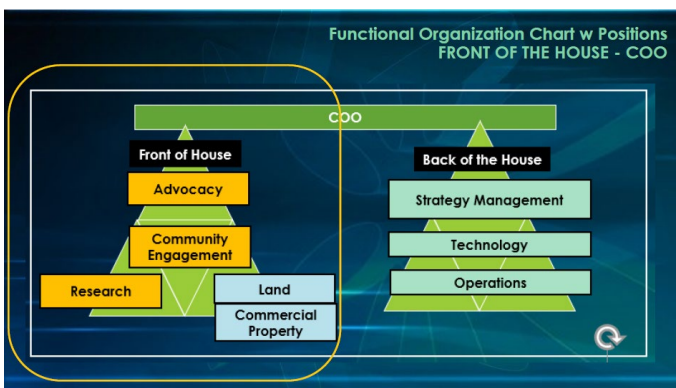 Functional Organization Chart w Positions
FRONT OF THE HOUSE - COO
COO
Front of House
Advocacy
Community
Engagement
Research
Land
Commercial
Property
Back of the House
Strategy Management
Technology
Operations